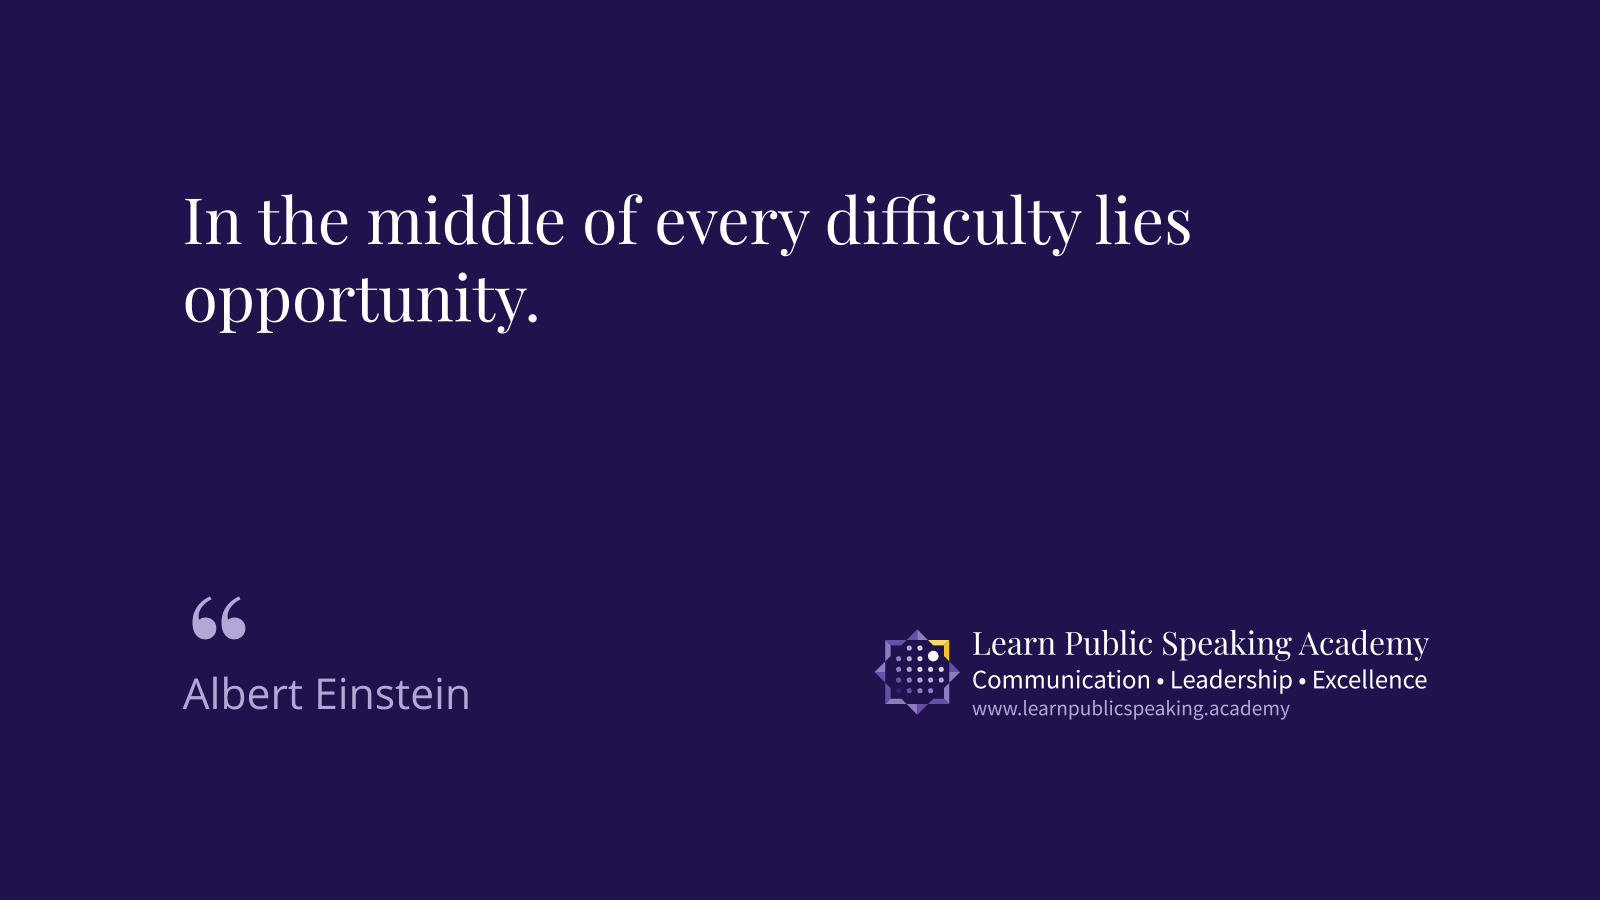 In the middle of every difficulty lies
opportunity.
“
Albert Einstein
Learn Public Speaking Academy
Communication • Leadership • Excellence
www.learnpublicspeaking.academy